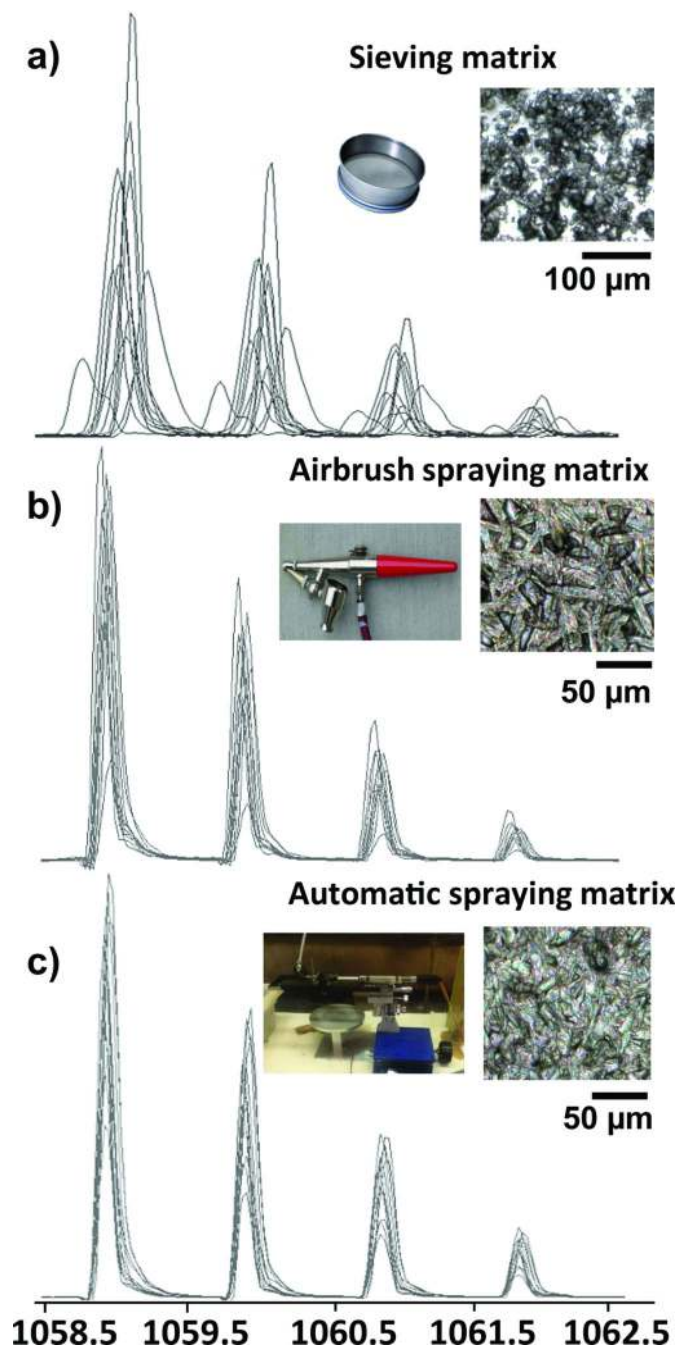 a)
Sieving matrix
100 µm
Airbrush spraying matrix
b)
50 µm
Automatic spraying matrix
c)
50 µm
1058.5 1059.5 1060.5 1061.5 1062.5